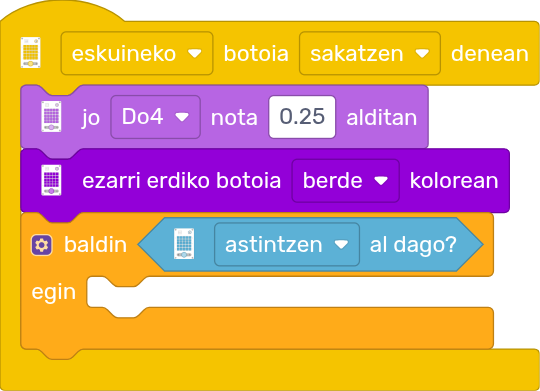 eskuineko botoia sakatzen denean
jo Do4 nota 0.25 alditan
ezarri erdiko botoia berde kolorean
baldin astintzen al dago?
egin